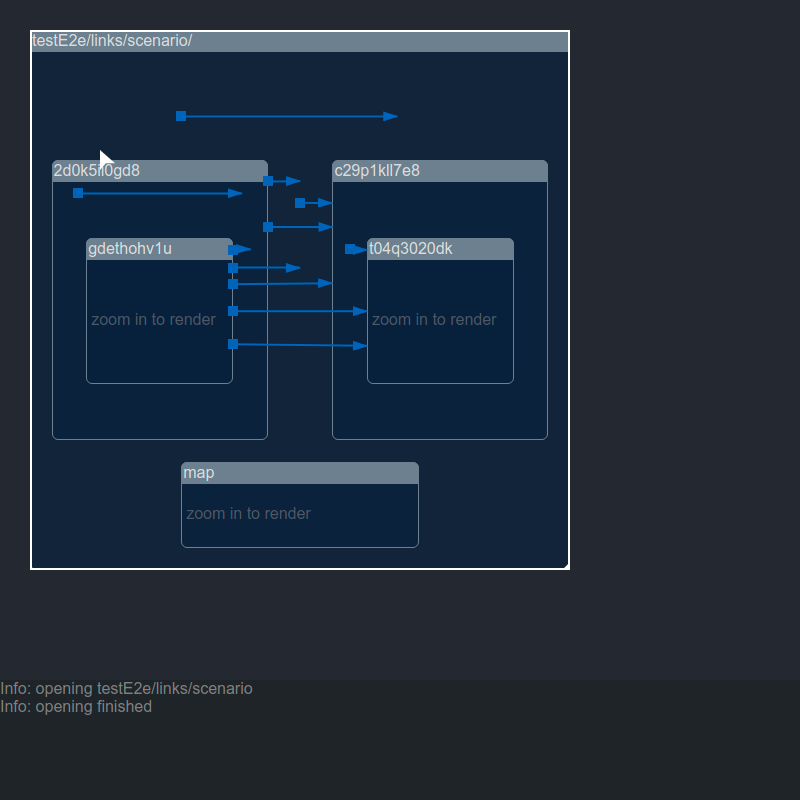 testE2e/links/scenario/
c29p1kll7e8
gdethohv1u
t04q3020dk
zoom in to render
zoom in to render
map
zoom in to render
Info: opening testE2e/links/scenario
Info: opening finished